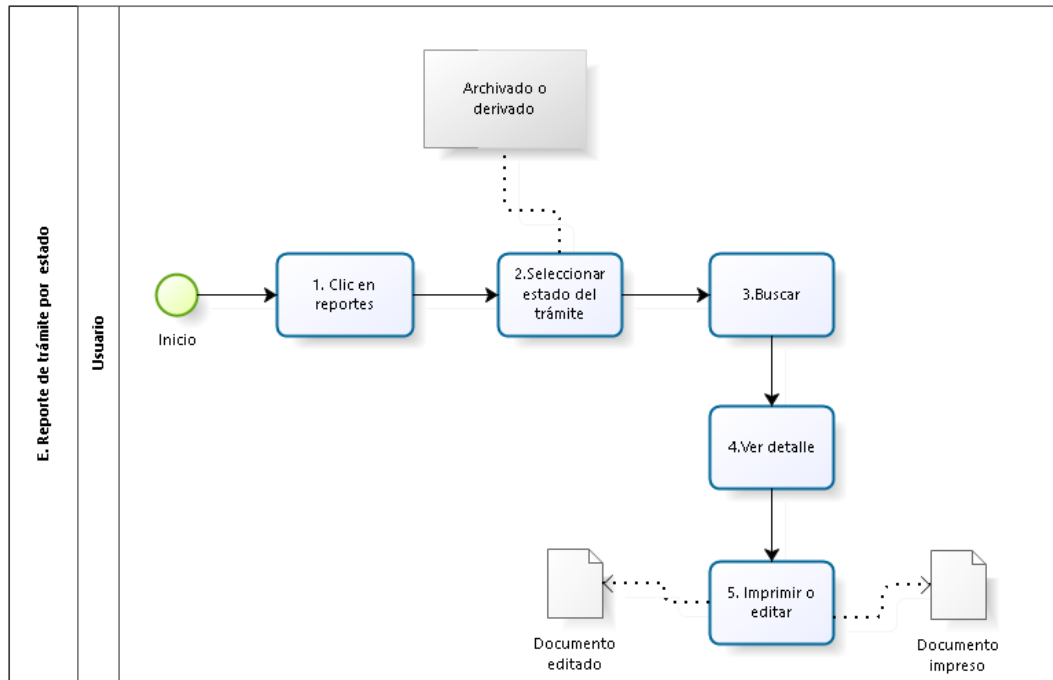 E. Reporte de trámite por estado
Usuario
Archivado o
derivado
Inicio
1. Clic en
reportes
2.Seleccionar
estado del
trámite
3.Buscar
4.Ver detalle
5. Imprimir o
editar
Documento
editado
Documento
impreso